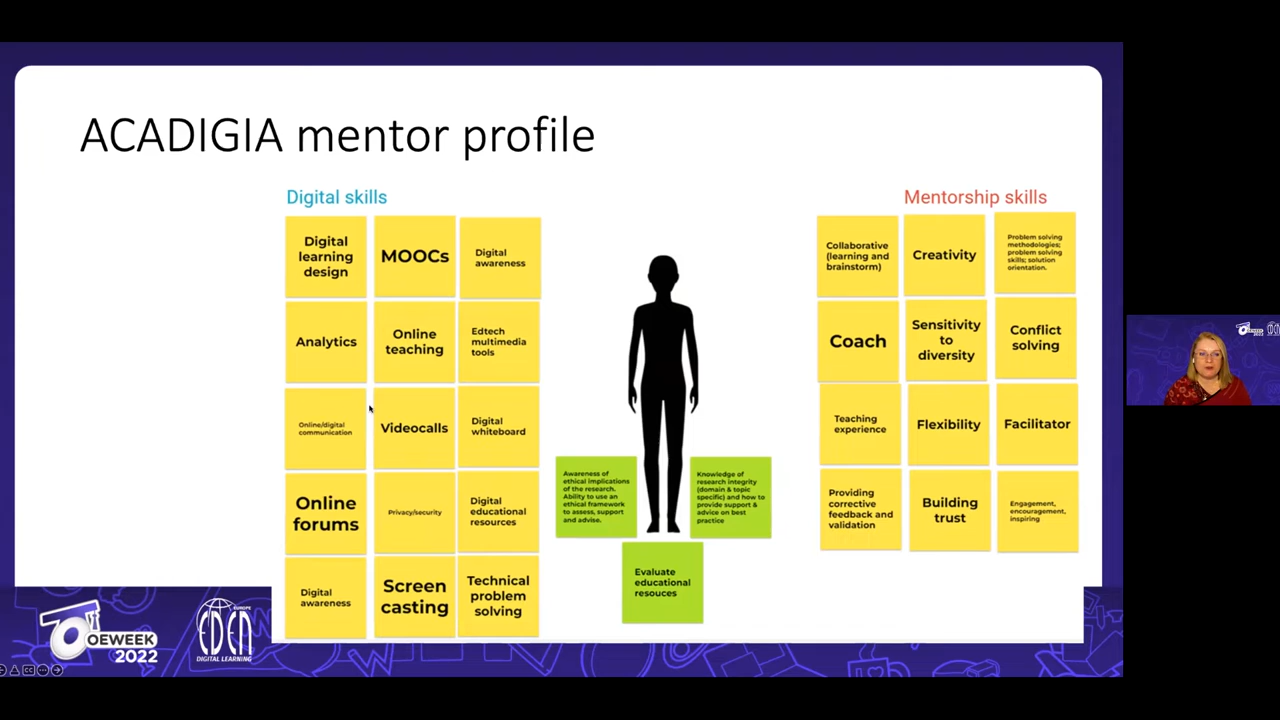 ACADIGIA mentor profile
Digital skills
Digital
learning
design
MOOCs
Digital
awareness
Analytics
Online
teaching
Edtech
multimedia
tools
Online/digital
communication
Videocalls
Digital
whiteboard
Online
forums
Privacy/security
Digital
educational
resources
Digital
awareness
Screen
casting
Technical
problem
solving
Awareness of
ethical implications
of the research.
Ability to use an
ethical framework
to assess, support
and advise.
Knowledge of
research integrity
(domain & topic
specific) and how to
provide support &
advice on best
practice
Evaluate
educational
resouces
Mentorship skills
Collaborative
(learning and
brainstorm)
Creativity
Problem solving
methodologies;
problem solving
skills; solution
orientation.
Coach
Sensitivity
to
diversity
Conflict
solving
Teaching
experience
Flexibility
Facilitator
Providing
corrective
feedback and
validation
Building
trust
Engagement,
encouragement,
inspiring
OEWEEK
2022
EUROPE
EDEN
DIGITAL LEARNING